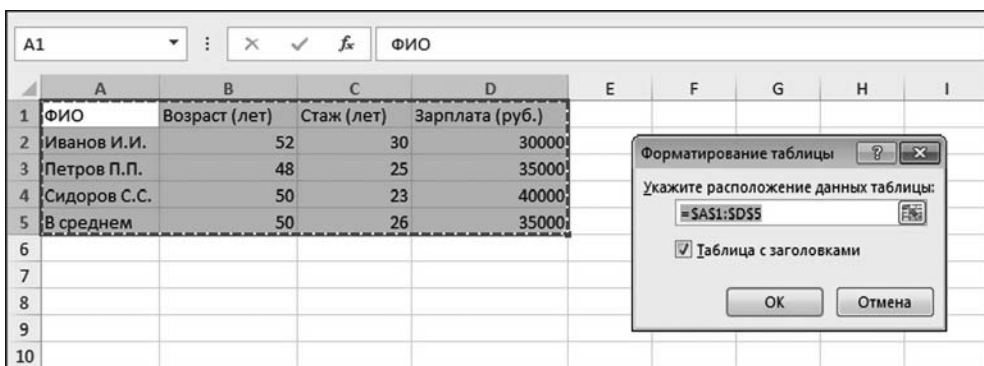 A1 fx ФИО
A B C D E F G H I
1 ФИО Возраст (лет) Стаж (лет) Зарплата (руб.)
2 Иванов И.И. 52 30 30000
3 Петров П.П. 48 25 35000
4 Сидоров С.С. 50 23 40000
5 В среднем 50 26 35000
6
7
8
9
10
Форматирование таблицы ?
Укажите расположение данных таблицы:
=$A$1:$D$5
Таблица с заголовками
ОК Отмена